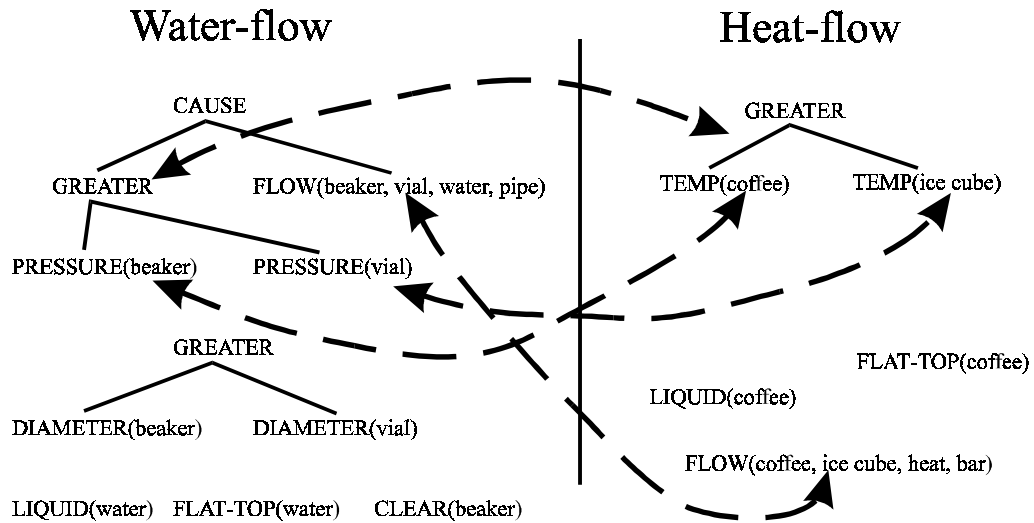 Water-flow
Heat-flow
CAUSE
GREATER
GREATER
FLOW(beaker, vial, water, pipe)
TEMP(coffee)
TEMP(ice cube)
PRESSURE(beaker)
PRESSURE(vial)
GREATER
FLAT-TOP(coffee)
LIQUID(coffee)
DIAMETER(beaker)
DIAMETER(vial)
FLOW(coffee, ice cube, heat, bar)
LIQUID(water)
FLAT-TOP(water)
CLEAR(beaker)